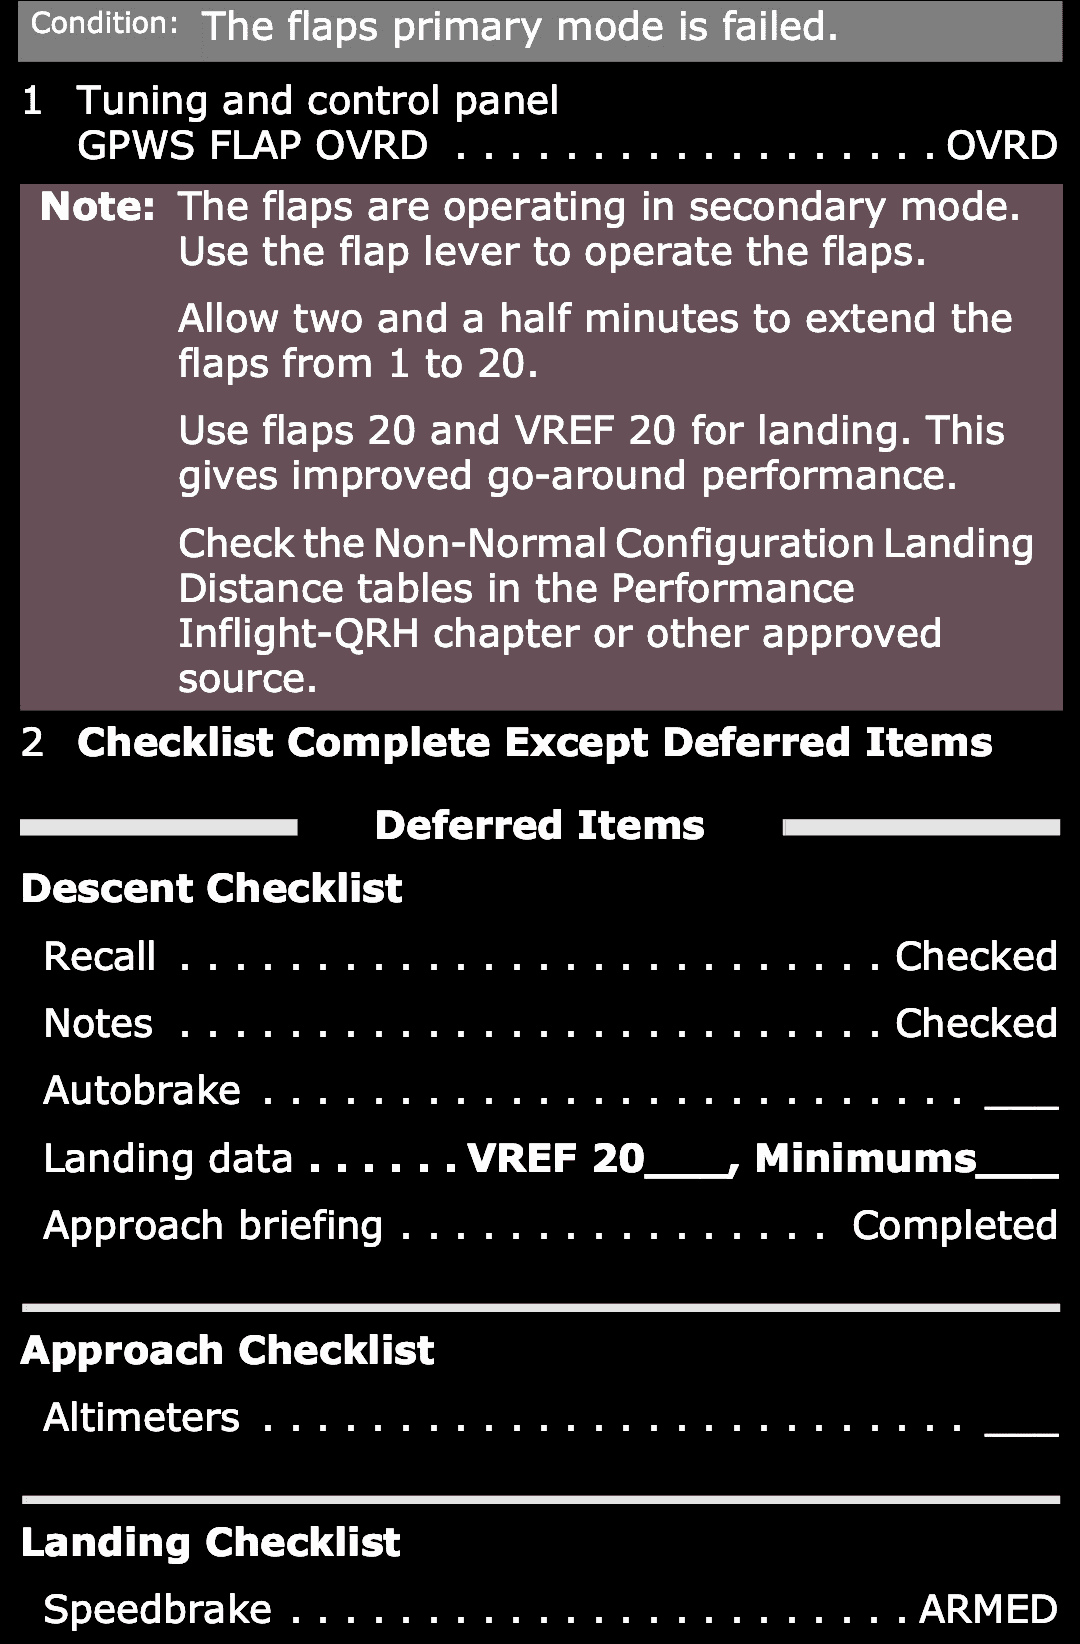 Condition: The flaps primary mode is failed.
1 Tuning and control panel
GPWS FLAP OVRD . . . . . . . . . . . . . . . . . . OVRD
Note: The flaps are operating in secondary mode.
Use the flap lever to operate the flaps.
Allow two and a half minutes to extend the
flaps from 1 to 20.
Use flaps 20 and VREF 20 for landing. This
gives improved go-around performance.
Check the Non-Normal Configuration Landing
Distance tables in the Performance
Inflight-QRH chapter or other approved
source.
2 Checklist Complete Except Deferred Items
Deferred Items
Descent Checklist
Recall . . . . . . . . . . . . . . . . . . . . . . . . . . Checked
Notes . . . . . . . . . . . . . . . . . . . . . . . . . . Checked
Autobrake . . . . . . . . . . . . . . . . . . . . . . . . . . ___
Landing data . . . . . . VREF 20___, Minimums___
Approach briefing . . . . . . . . . . . . . . . . Completed
Approach Checklist
Altimeters . . . . . . . . . . . . . . . . . . . . . . . . . . ___
Landing Checklist
Speedbrake . . . . . . . . . . . . . . . . . . . . . . . ARMED